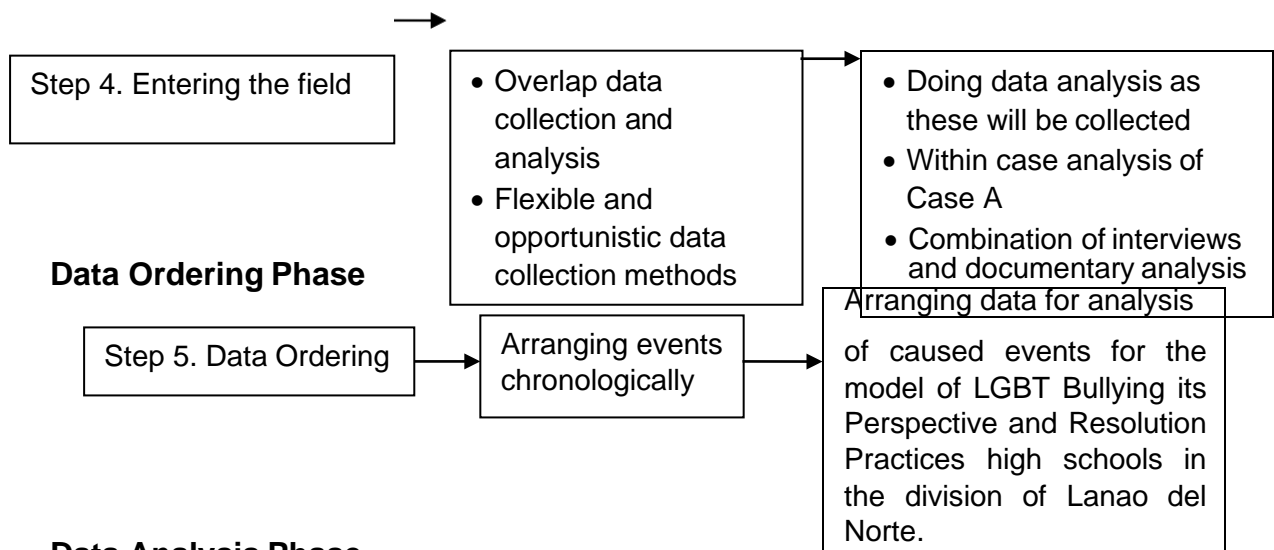 Step 4. Entering the field
• Overlap data
collection and
analysis
• Flexible and
opportunistic data
collection methods
• Doing data analysis as
these will be collected
• Within case analysis of
Case A
• Combination of interviews
and documentary analysis
Data Ordering Phase
Step 5. Data Ordering
Arranging events
chronologically
Arranging data for analysis
of caused events for the
model of LGBT Bullying its
Perspective and Resolution
Practices high schools in
the division of Lanao del
Norte.
Data Analysis Phase